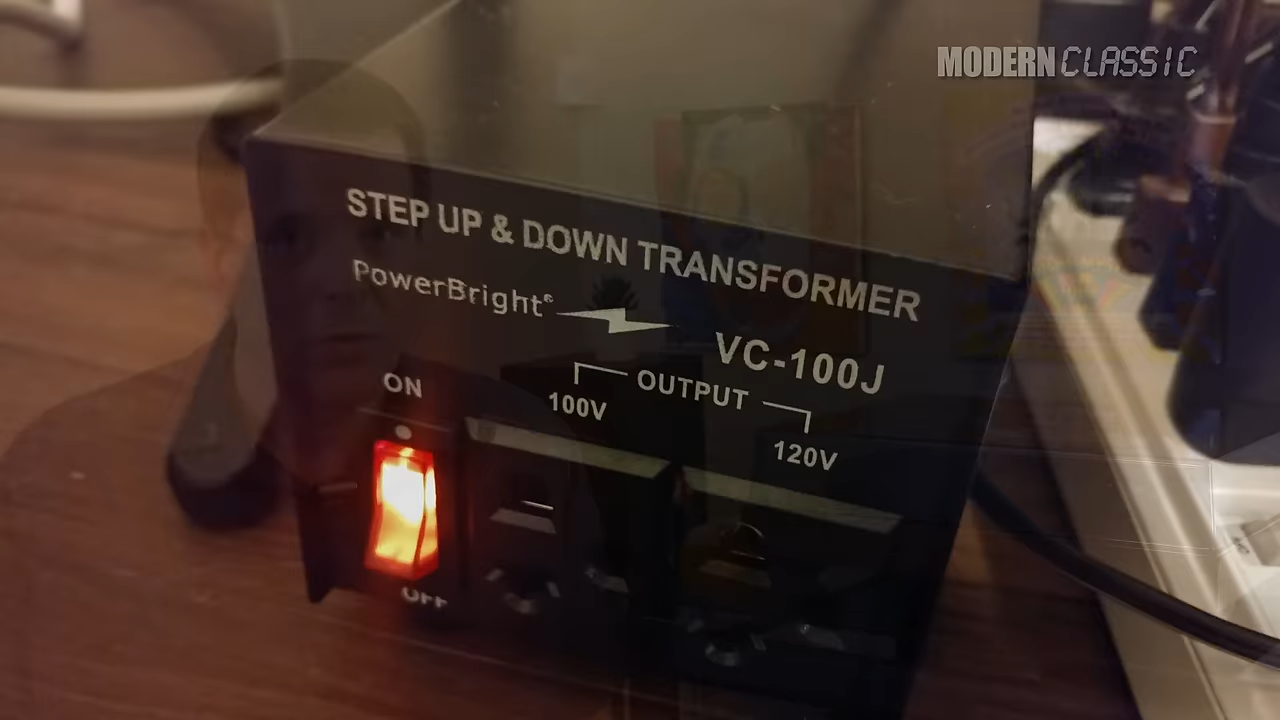 MODERN CLASSIC
STEP UP & DOWN TRANSFORMER
PowerBright®
VC-100J
OUTPUT
100V
120V
ON
OFF